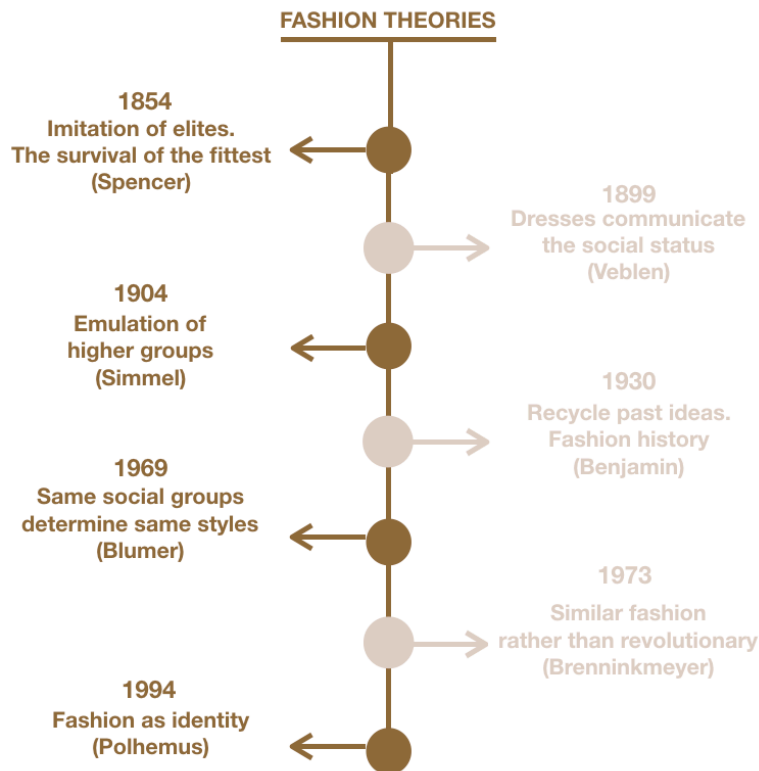 FASHION THEORIES
1854
Imitation of elites.
The survival of the fittest
(Spencer)
1899
Dresses communicate
the social status
(Veblen)
1904
Emulation of
higher groups
(Simmel)
1930
Recycle past ideas.
Fashion history
(Benjamin)
1969
Same social groups
determine same styles
(Blumer)
1973
Similar fashion
rather than revolutionary
(Brenninkmeyer)
1994
Fashion as identity
(Polhemus)